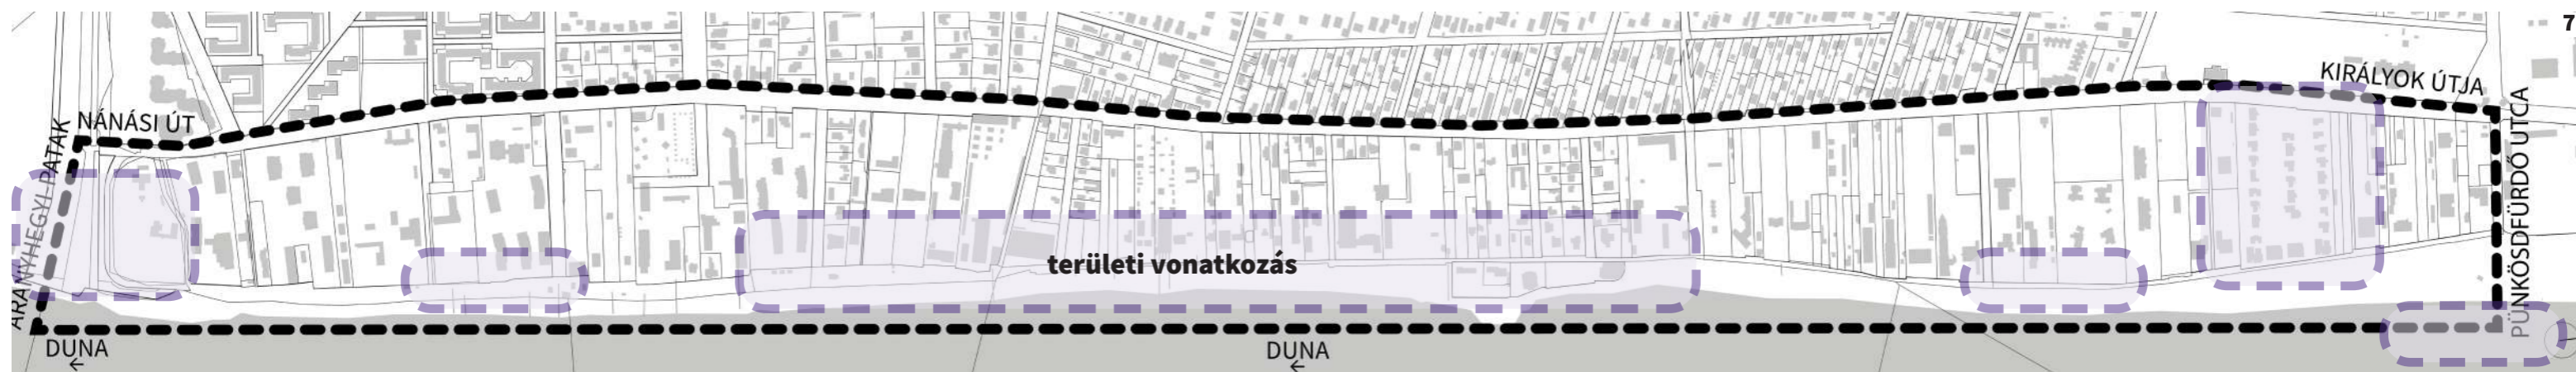 7
KIRÁLYOK ÚTJA
NÁNÁSI ÚT
ARANYHEGYI PATAK
PÜNKÖSDFÜRDŐ UTCA
területi vonatkozás
DUNA
←
DUNA
←